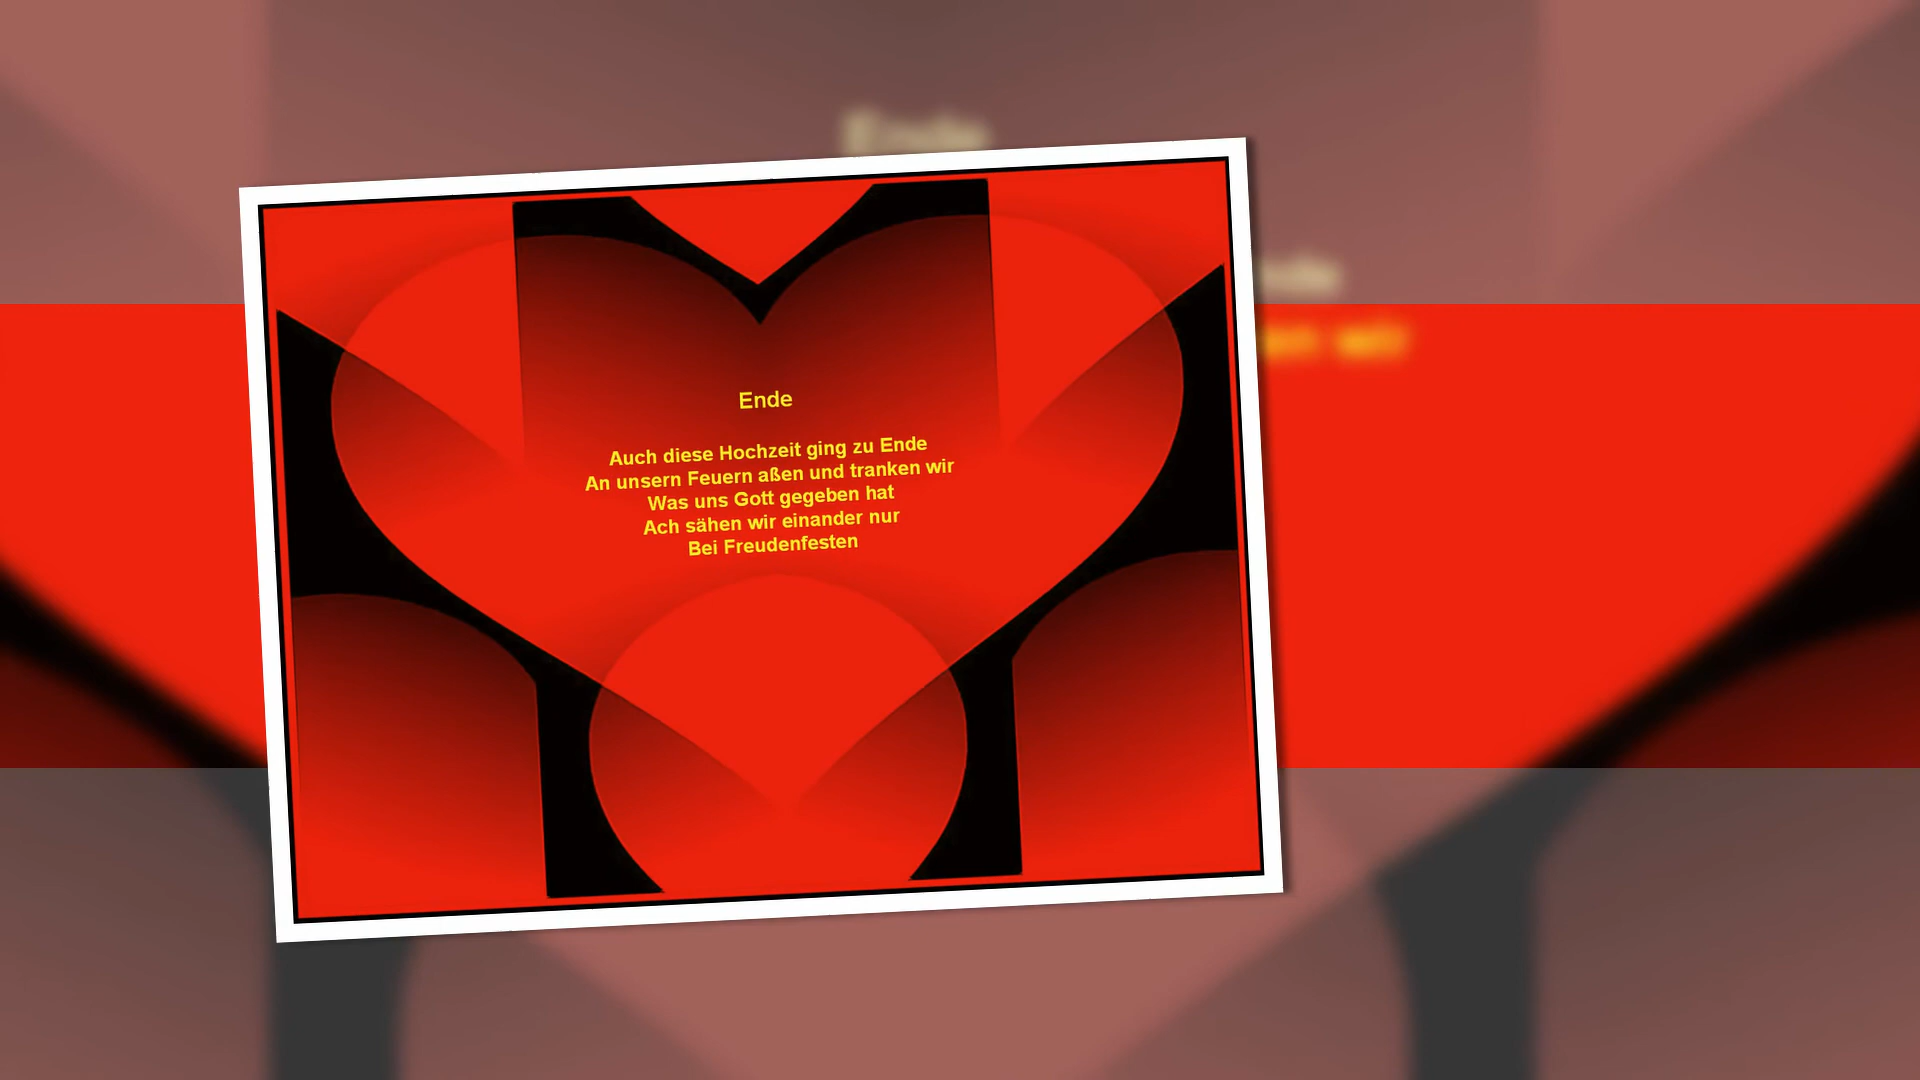 Ende
Auch diese Hochzeit ging zu Ende
An unsern Feuern aßen und tranken wir
Was uns Gott gegeben hat
Ach sähen wir einander nur
Bei Freudenfesten